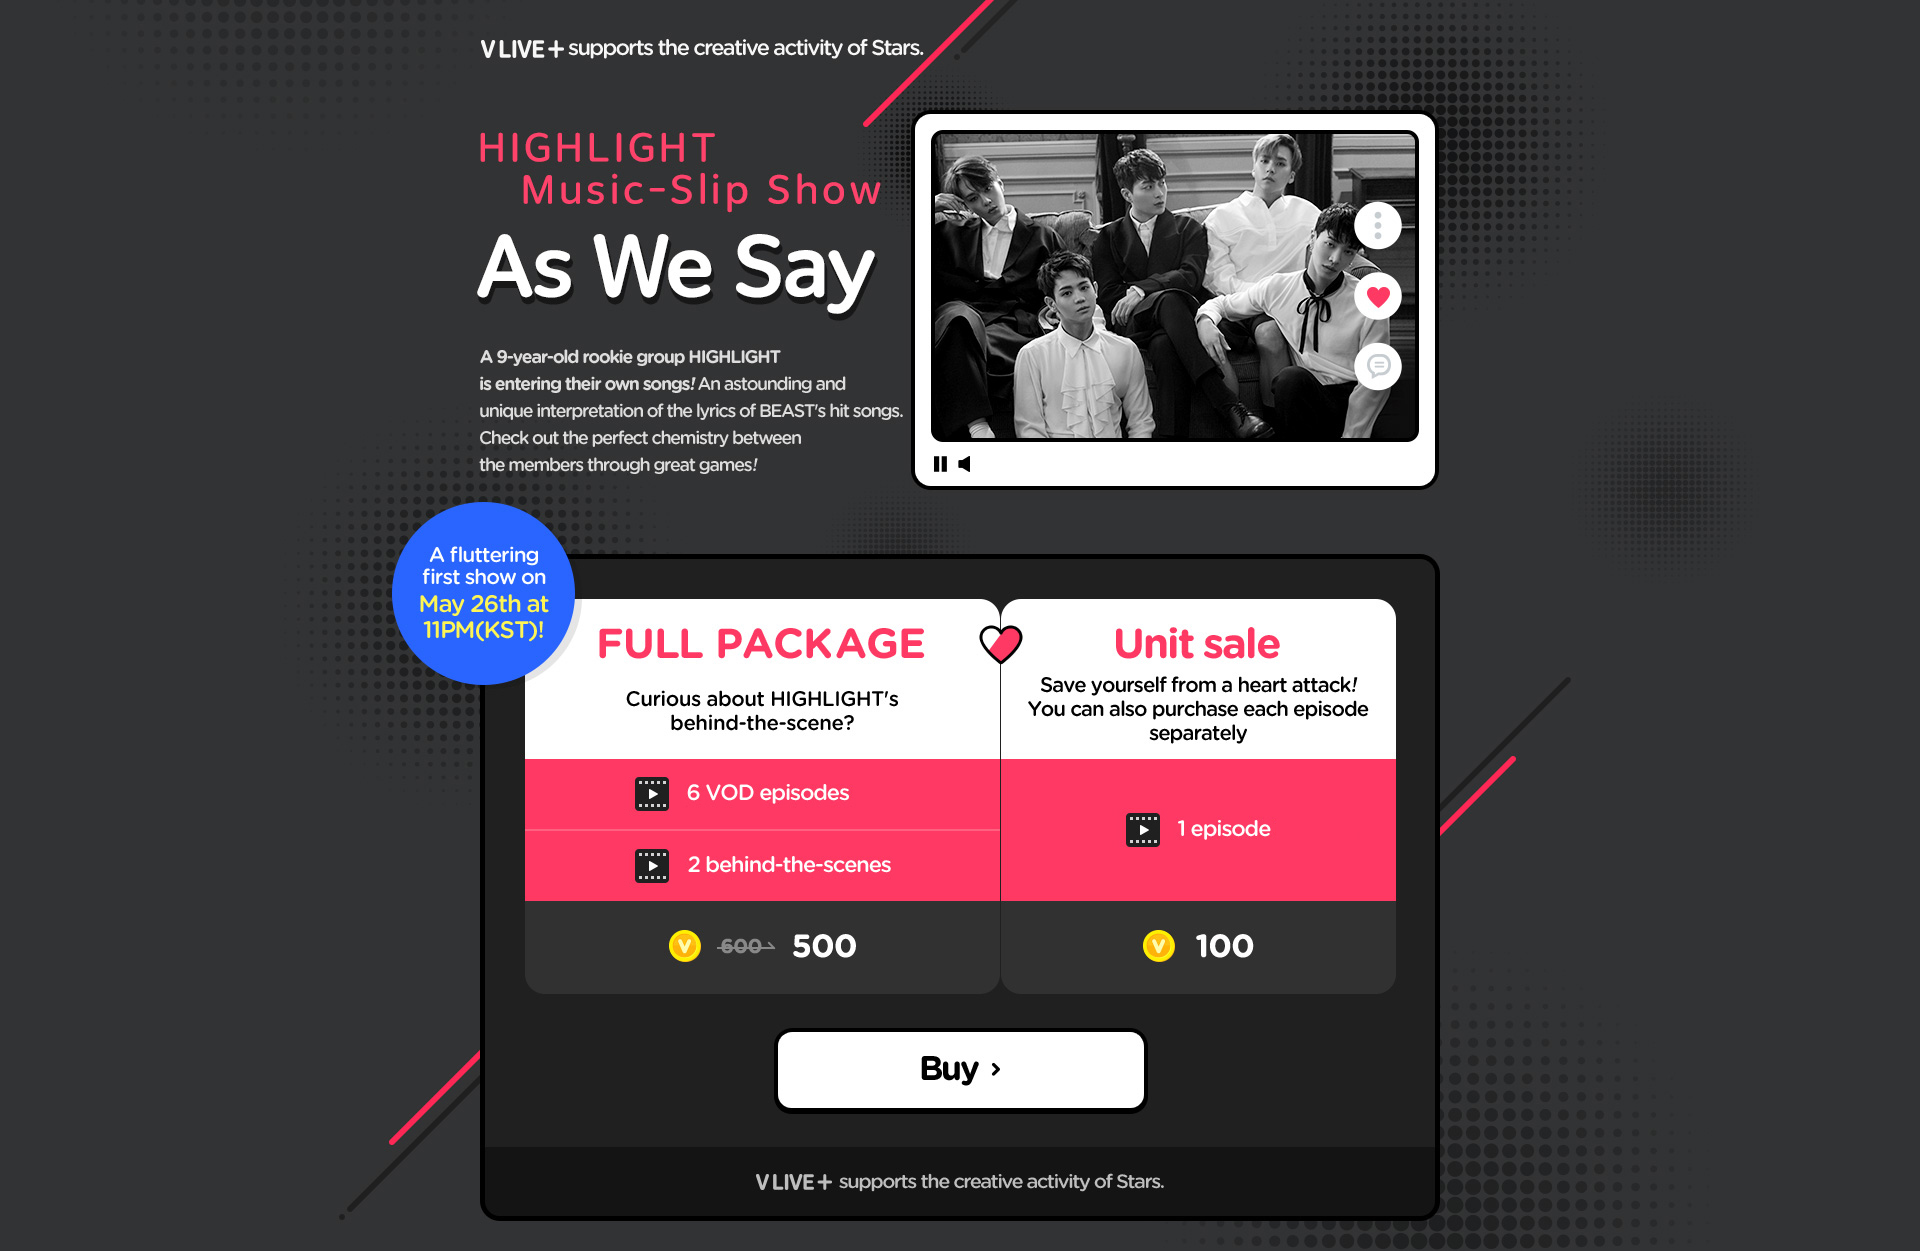 V LIVE+ supports the creative activity of Stars.
HIGHLIGHT
Music-Slip Show
As We Say
A 9-year-old rookie group HIGHLIGHT
is entering their own songs! An astounding and
unique interpretation of the lyrics of BEAST's hit songs.
Check out the perfect chemistry between
the members through great games!
A fluttering
first show on
May 26th at
11PM(KST)!
FULL PACKAGE
Curious about HIGHLIGHT's
behind-the-scene?
6 VOD episodes
2 behind-the-scenes
V 600 500
Unit sale
Save yourself from a heart attack!
You can also purchase each episode
separately
1 episode
V 100
Buy ›
V LIVE+ supports the creative activity of Stars.